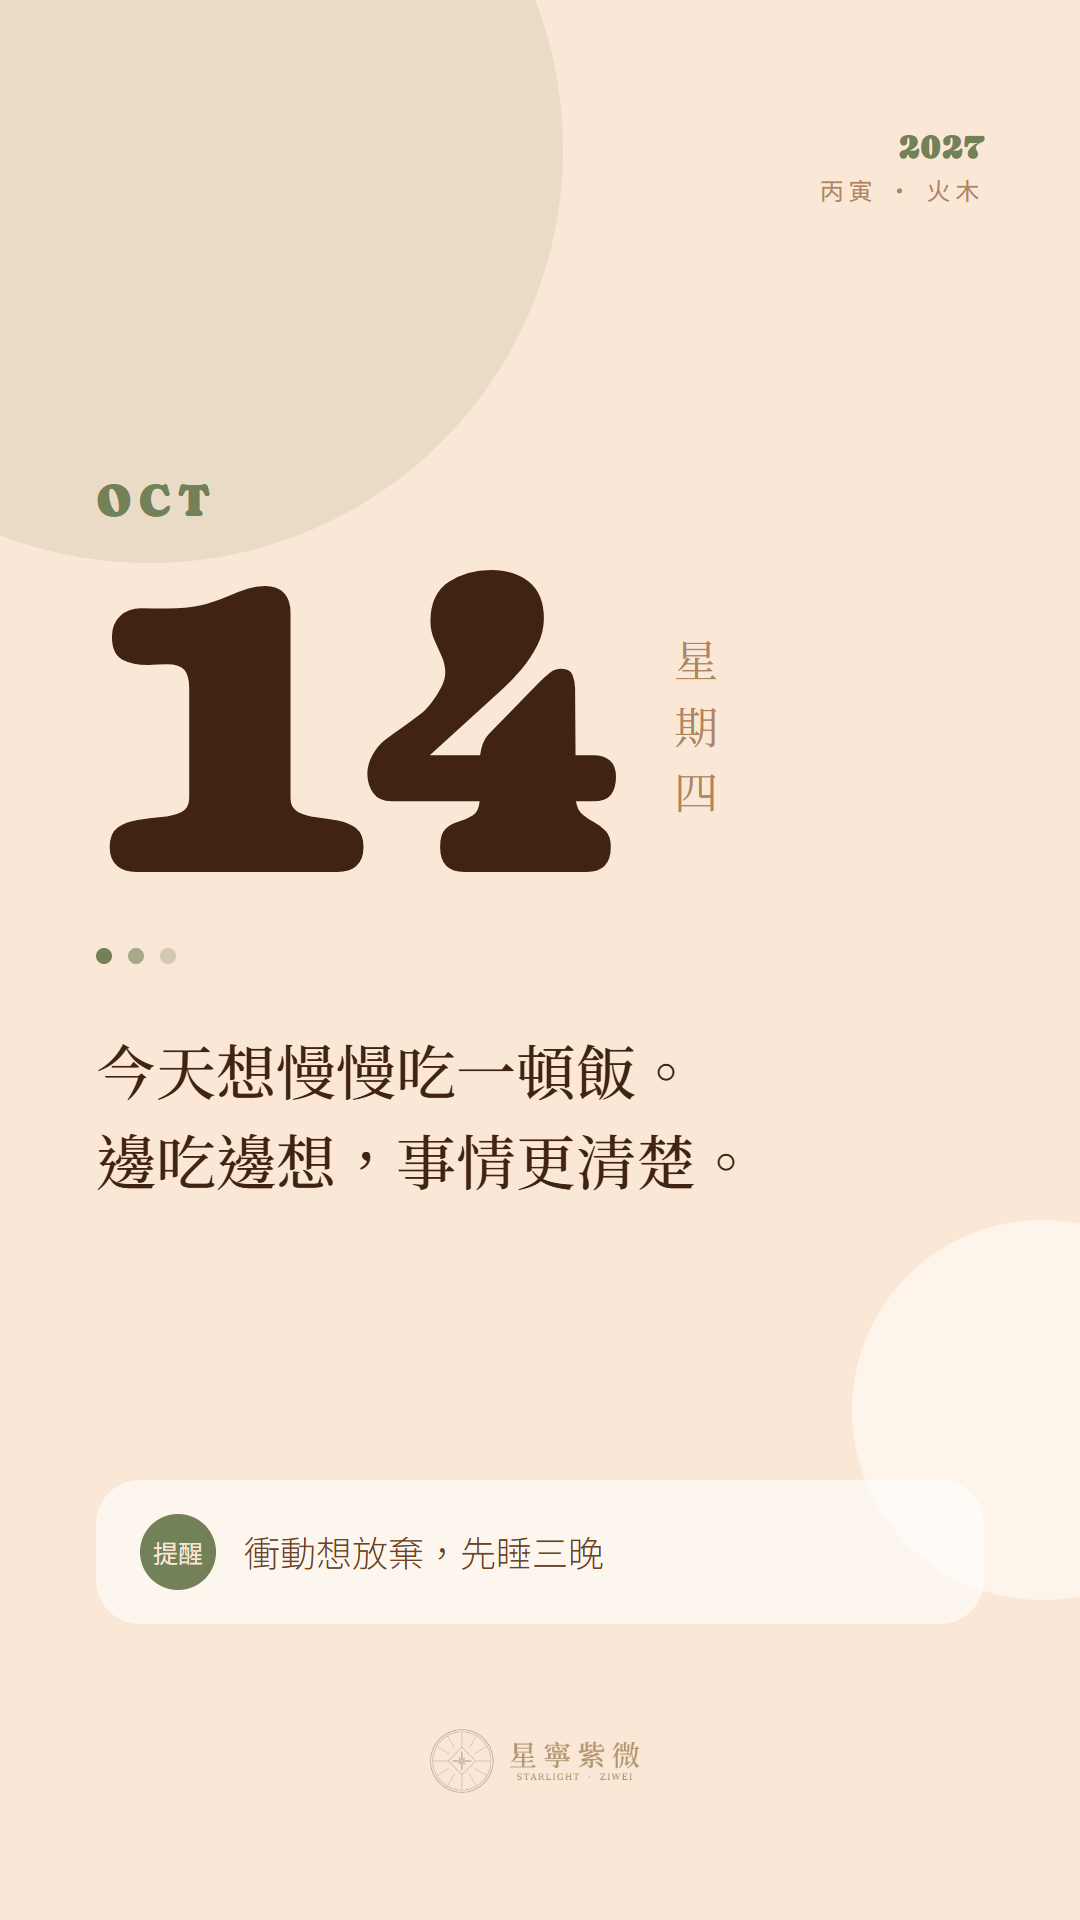 2027
丙寅 · 火木
OCT
14
星期四
今天想慢慢吃一頓飯。
邊吃邊想，事情更清楚。
提醒
衝動想放棄，先睡三晚
星寧紫微
STARLIGHT · ZIWEI